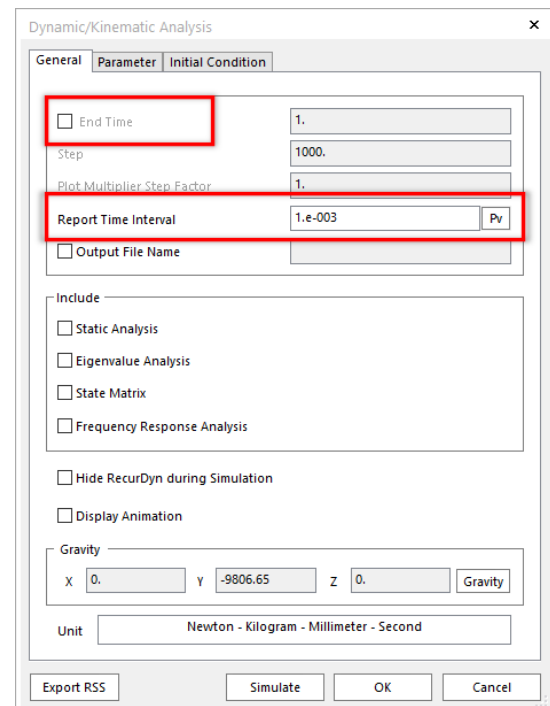 Dynamic/Kinematic Analysis
General Parameter Initial Condition
End Time 1.
Step 1000.
Plot Multiplier Step Factor 1.
Report Time Interval 1.e-003 Pv
Output File Name
Include
Static Analysis
Eigenvalue Analysis
State Matrix
Frequency Response Analysis
Hide RecurDyn during Simulation
Display Animation
Gravity
X 0. Y -9806.65 Z 0. Gravity
Unit Newton - Kilogram - Millimeter - Second
Export RSS Simulate OK Cancel